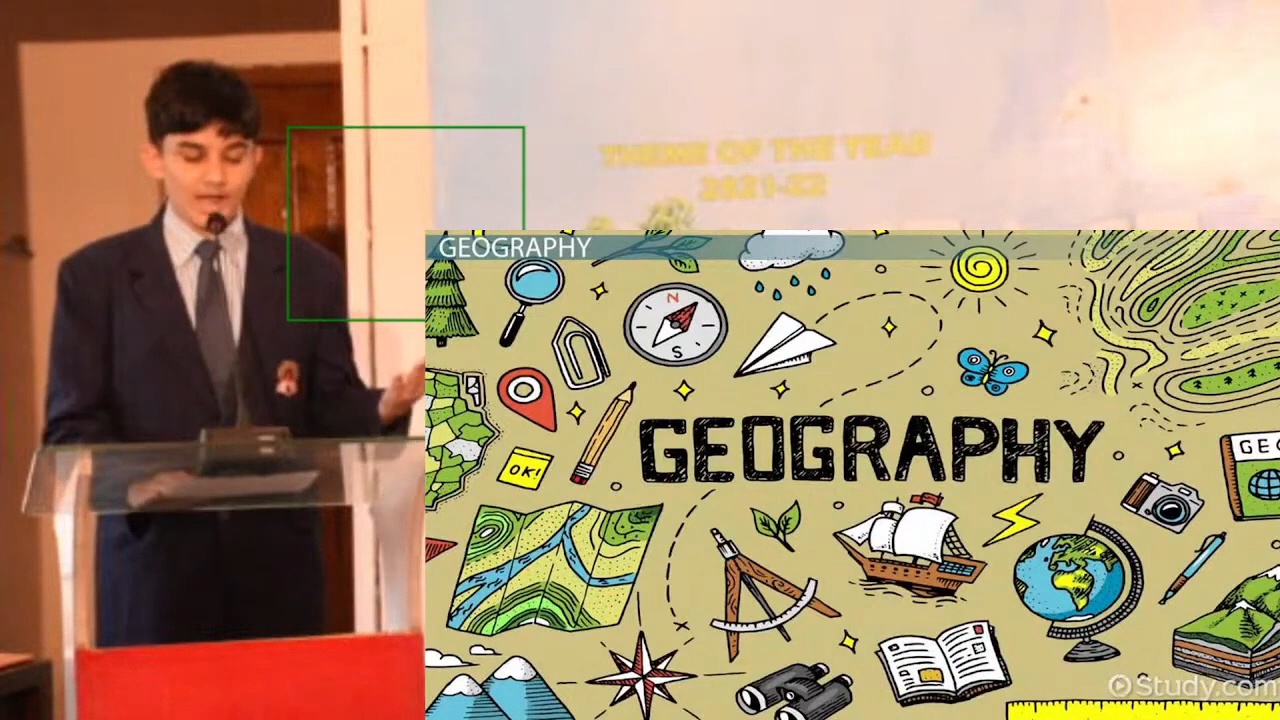 THEME OF THE YEAR
2021-22
GEOGRAPHY
N
S
OK!
GEOGRAPHY
GEO
Study.com